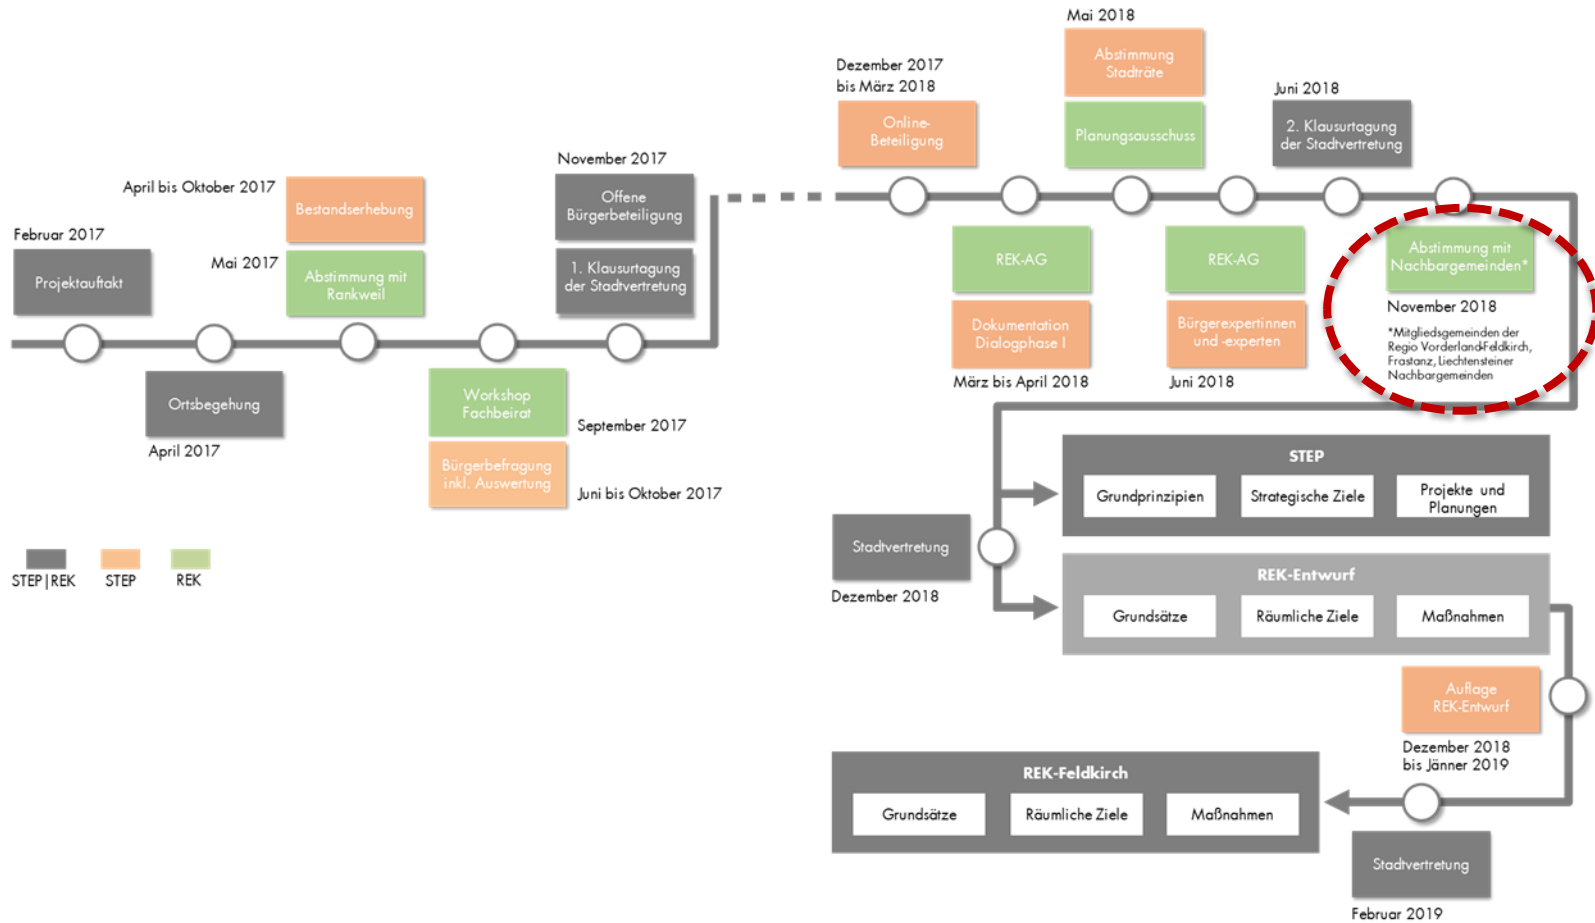 Februar 2017
Projektauftakt
Ortsbegehung
April 2017
April bis Oktober 2017
Bestandserhebung
Mai 2017
Abstimmung mit
Rankweil
Workshop
Fachbeirat
September 2017
Bürgerbefragung
inkl. Auswertung
Juni bis Oktober 2017
November 2017
Offene
Bürgerbeteiligung
1. Klausurtagung
der Stadtvertretung
Dezember 2017
bis März 2018
Online-
Beteiligung
REK-AG
Dokumentation
Dialogphase I
März bis April 2018
Mai 2018
Abstimmung
Stadträte
Planungsausschuss
REK-AG
Bürgerexpertinnen
und -experten
Juni 2018
Juni 2018
2. Klausurtagung
der Stadtvertretung
Abstimmung mit
Nachbargemeinden*
November 2018
*Mitgliedsgemeinden der
Regio Vorderland-Feldkirch,
Frastanz, Liechtensteiner
Nachbargemeinden
STEP|REK
STEP
REK
Stadtvertretung
Dezember 2018
STEP
Grundprinzipien
Strategische Ziele
Projekte und
Planungen
REK-Entwurf
Grundsätze
Räumliche Ziele
Maßnahmen
Auflage
REK-Entwurf
Dezember 2018
bis Jänner 2019
REK-Feldkirch
Grundsätze
Räumliche Ziele
Maßnahmen
Stadtvertretung
Februar 2019